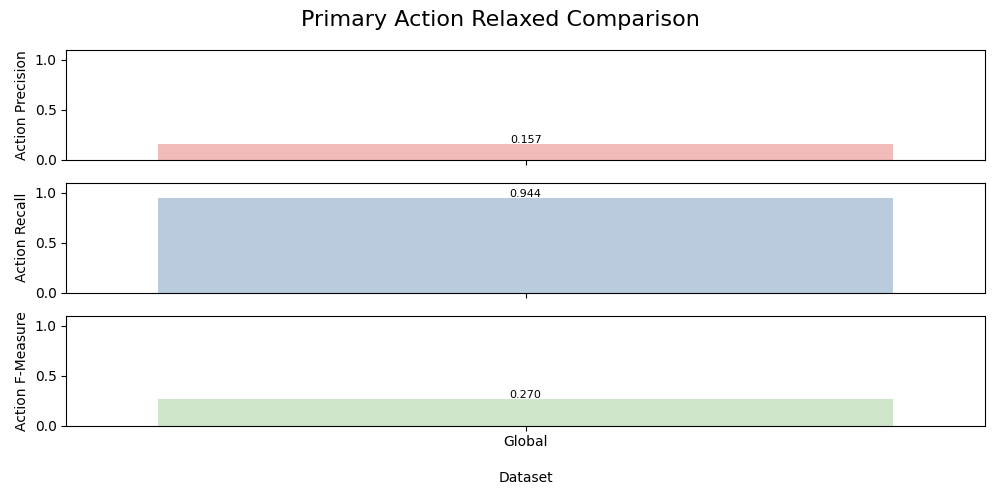 Primary Action Relaxed Comparison
Action Precision
1.0
0.5
0.0
0.157
Action Recall
1.0
0.5
0.0
0.944
Action F-Measure
1.0
0.5
0.0
0.270
Global
Dataset